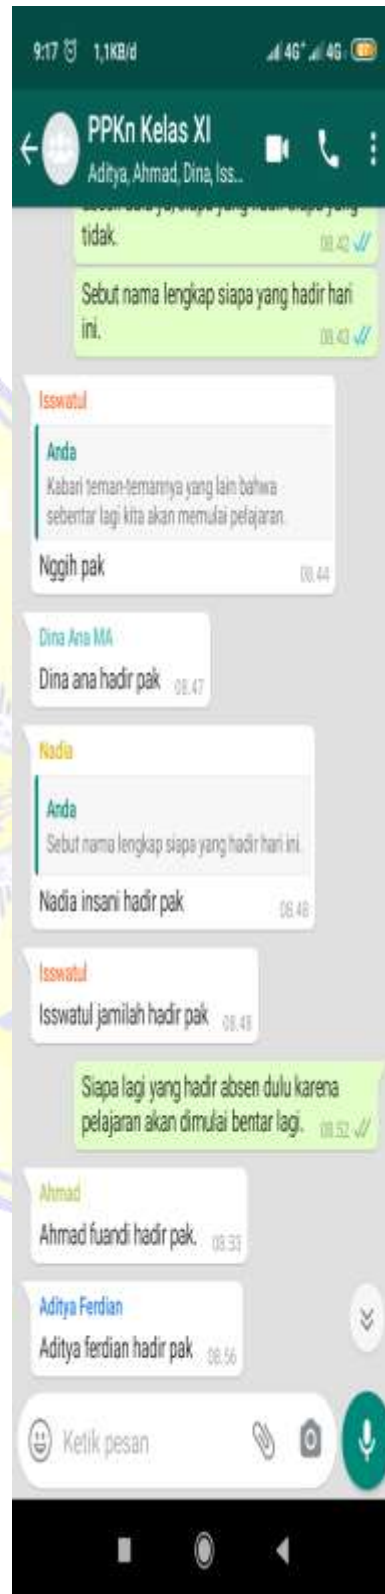 9:17 1,1KB/d 4G+ 4G
PPKn Kelas XI
Aditya, Ahmad, Dina, Iss...
tidak. 08.42
Sebut nama lengkap siapa yang hadir hari
ini. 08.43
Isswatul
Anda
Kabari teman-temannya yang lain bahwa
sebentar lagi kita akan memulai pelajaran.
Nggih pak 08.44
Dina Ana MA
Dina ana hadir pak 08.47
Nadia
Anda
Sebut nama lengkap siapa yang hadir hari ini.
Nadia insani hadir pak 08.48
Isswatul
Isswatul jamilah hadir pak 08.48
Siapa lagi yang hadir absen dulu karena
pelajaran akan dimulai bentar lagi. 08.52
Ahmad
Ahmad fuandi hadir pak.
Aditya Ferdian
Aditya ferdian hadir pak 08.56
Ketik pesan